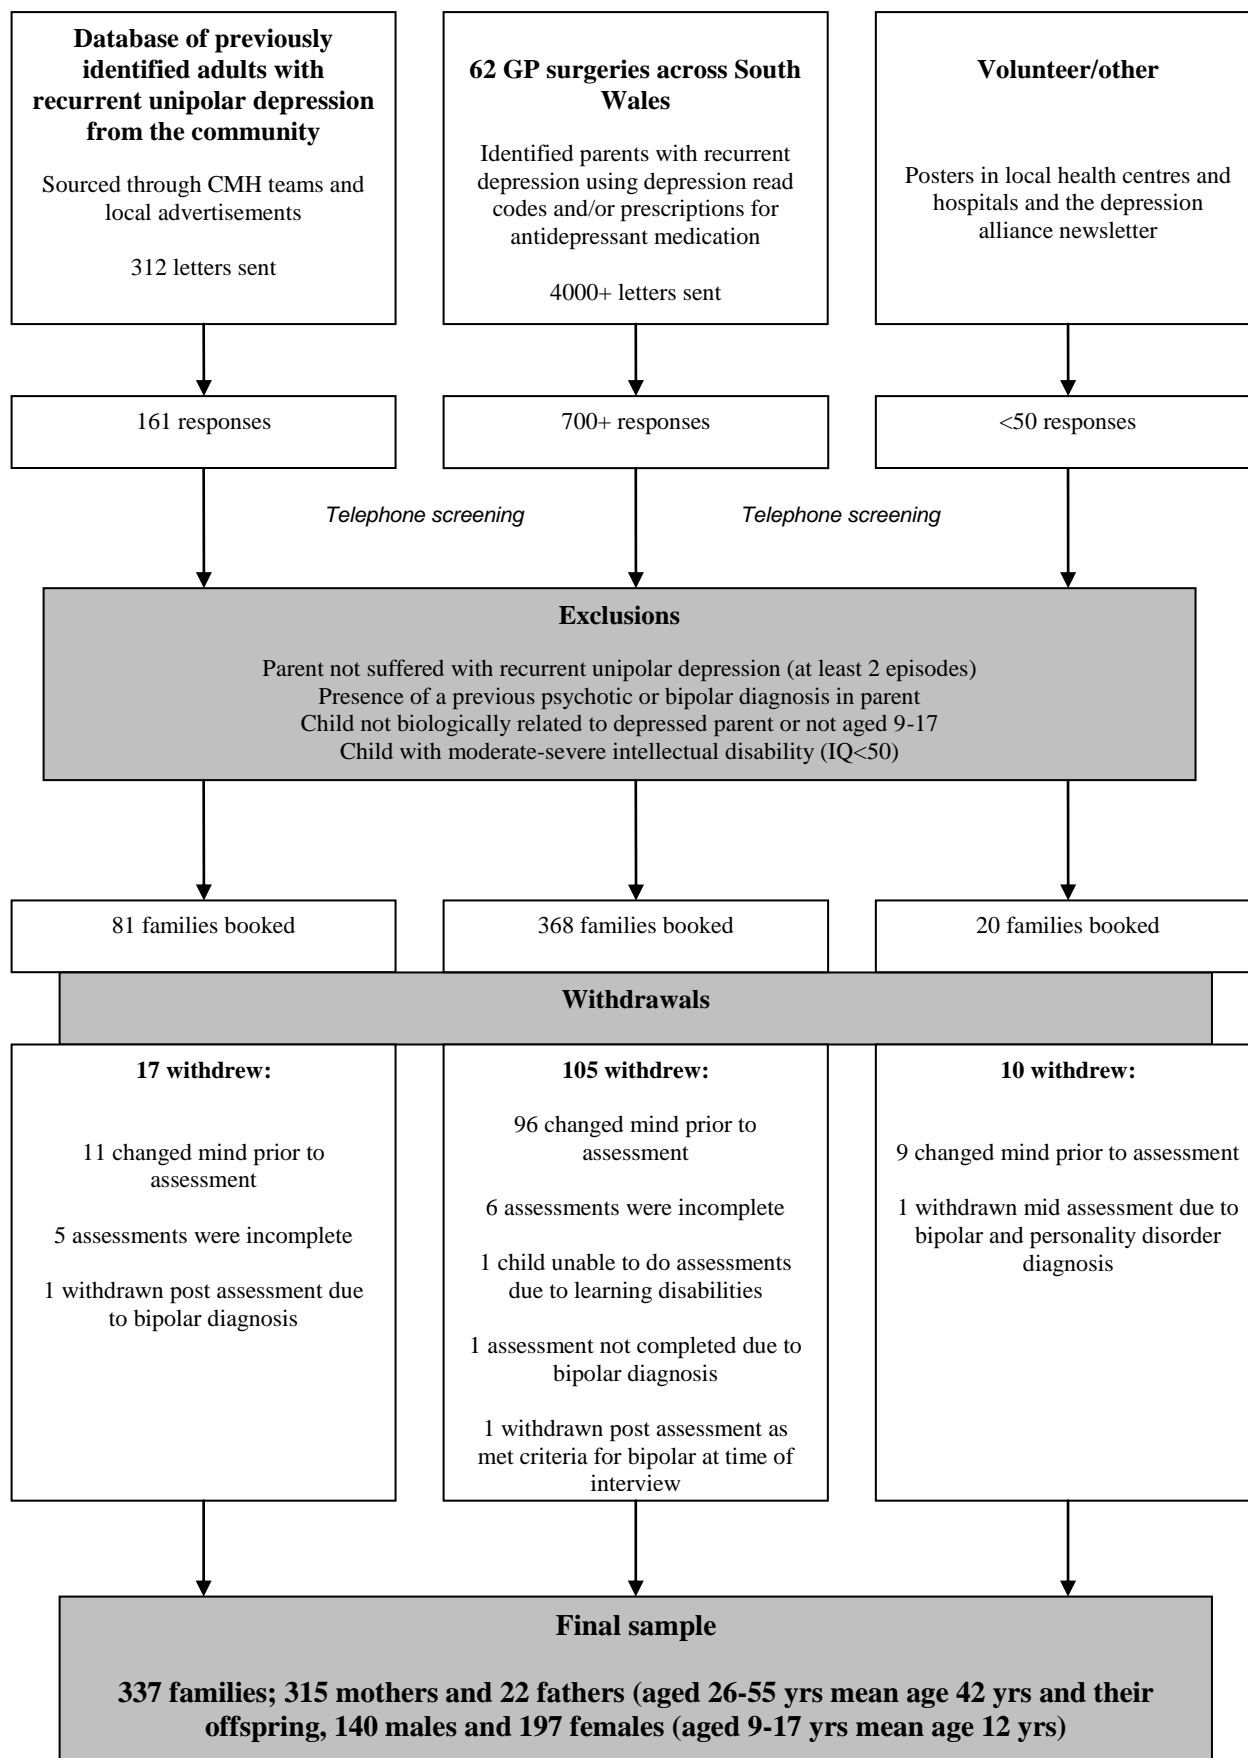 Database of previously
identified adults with
recurrent unipolar depression
from the community
Sourced through CMH teams and
local advertisements
312 letters sent
62 GP surgeries across South
Wales
Identified parents with recurrent
depression using depression read
codes and/or prescriptions for
antidepressant medication
4000+ letters sent
Volunteer/other
Posters in local health centres and
hospitals and the depression
alliance newsletter
161 responses
700+ responses
<50 responses
Telephone screening
Telephone screening
Exclusions
Parent not suffered with recurrent unipolar depression (at least 2 episodes)
Presence of a previous psychotic or bipolar diagnosis in parent
Child not biologically related to depressed parent or not aged 9-17
Child with moderate-severe intellectual disability (IQ<50)
81 families booked
368 families booked
20 families booked
Withdrawals
17 withdrew:
11 changed mind prior to
assessment
5 assessments were incomplete
1 withdrawn post assessment due
to bipolar diagnosis
105 withdrew:
96 changed mind prior to
assessment
6 assessments were incomplete
1 child unable to do assessments
due to learning disabilities
1 assessment not completed due to
bipolar diagnosis
1 withdrawn post assessment as
met criteria for bipolar at time of
interview
10 withdrew:
9 changed mind prior to assessment
1 withdrawn mid assessment due to
bipolar and personality disorder
diagnosis
Final sample
337 families; 315 mothers and 22 fathers (aged 26-55 yrs mean age 42 yrs and their
offspring, 140 males and 197 females (aged 9-17 yrs mean age 12 yrs)